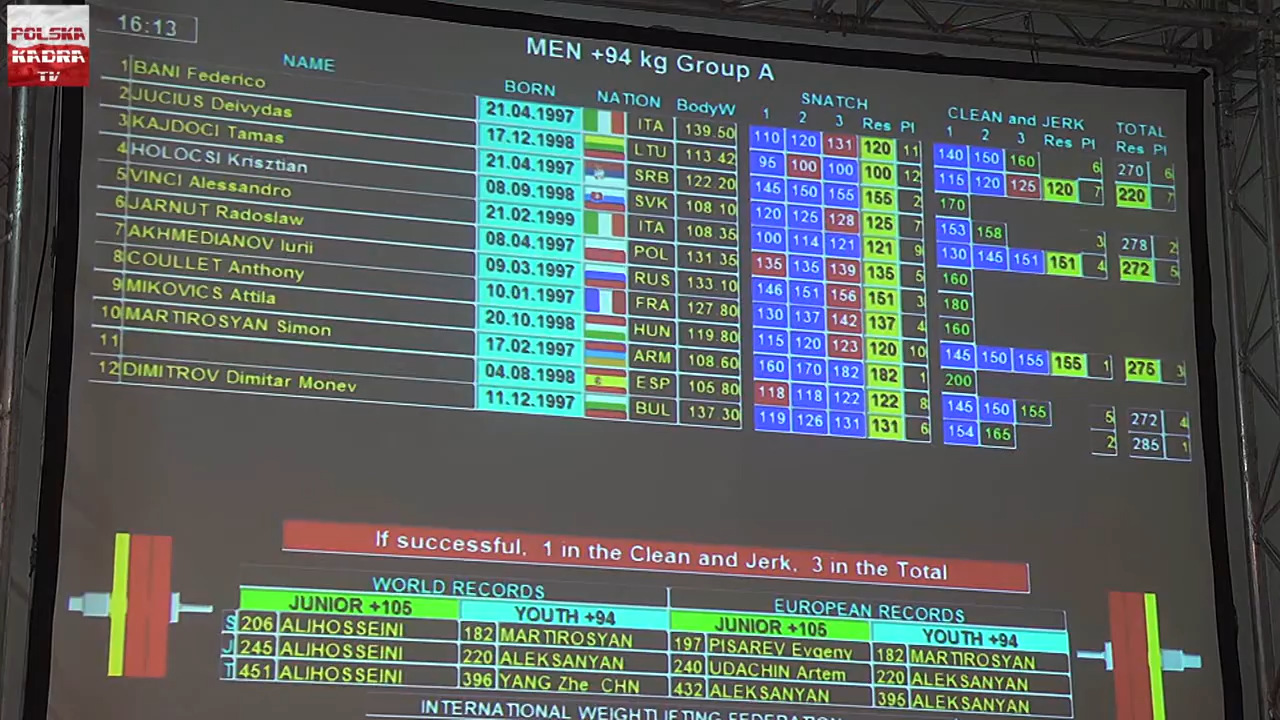 POLSKA
KADRA
TV
16:13
MEN +94 kg Group A
NAME BORN NATION BodyW SNATCH CLEAN and JERK TOTAL
1 2 3 Res Pl 1 2 3 Res Pl Res Pl
1 BANI Federico 21.04.1997 ITA 139.50 110 120 131 120 11 140 150 160 6 270 6
2 JUCIUS Deivydas 17.12.1998 LTU 113.42 95 100 100 100 12 115 120 125 120 7 220 7
3 KAJDOCI Tamas 21.04.1997 SRB 122.20 145 150 155 155 2 170
4 HOLOCSI Krisztian 08.09.1998 SVK 108.10 120 125 128 125 7 153 158 3 278 2
5 VINCI Alessandro 21.02.1999 ITA 108.35 100 114 121 121 9 130 145 151 151 4 272 5
6 JARNUT Radoslaw 08.04.1997 POL 131.35 135 135 139 135 5 160
7 AKHMEDIANOV Iurii 09.03.1997 RUS 133.10 146 151 156 151 3 180
8 COULLET Anthony 10.01.1997 FRA 127.80 130 137 142 137 4 160
9 MIKOVICS Attila 20.10.1998 HUN 119.80 115 120 123 120 10 145 150 155 155 1 275 3
10 MARTIROSYAN Simon 17.02.1997 ARM 108.60 160 170 182 182 1 200
11 04.08.1998 ESP 105.80 118 118 122 122 8 145 150 155 5 272 4
12 DIMITROV Dimitar Monev 11.12.1997 BUL 137.30 119 126 131 131 6 154 165 2 285 1
If successful, 1 in the Clean and Jerk, 3 in the Total
WORLD RECORDS EUROPEAN RECORDS
JUNIOR +105 YOUTH +94 JUNIOR +105 YOUTH +94
S 206 ALIHOSSEINI 182 MARTIROSYAN 197 PISAREV Evgeny 182 MARTIROSYAN
J 245 ALIHOSSEINI 220 ALEKSANYAN 240 UDACHIN Artem 220 ALEKSANYAN
T 451 ALIHOSSEINI 396 YANG Zhe CHN 432 ALEKSANYAN 395 ALEKSANYAN
INTERNATIONAL WEIGHTLIFTING FEDERATION